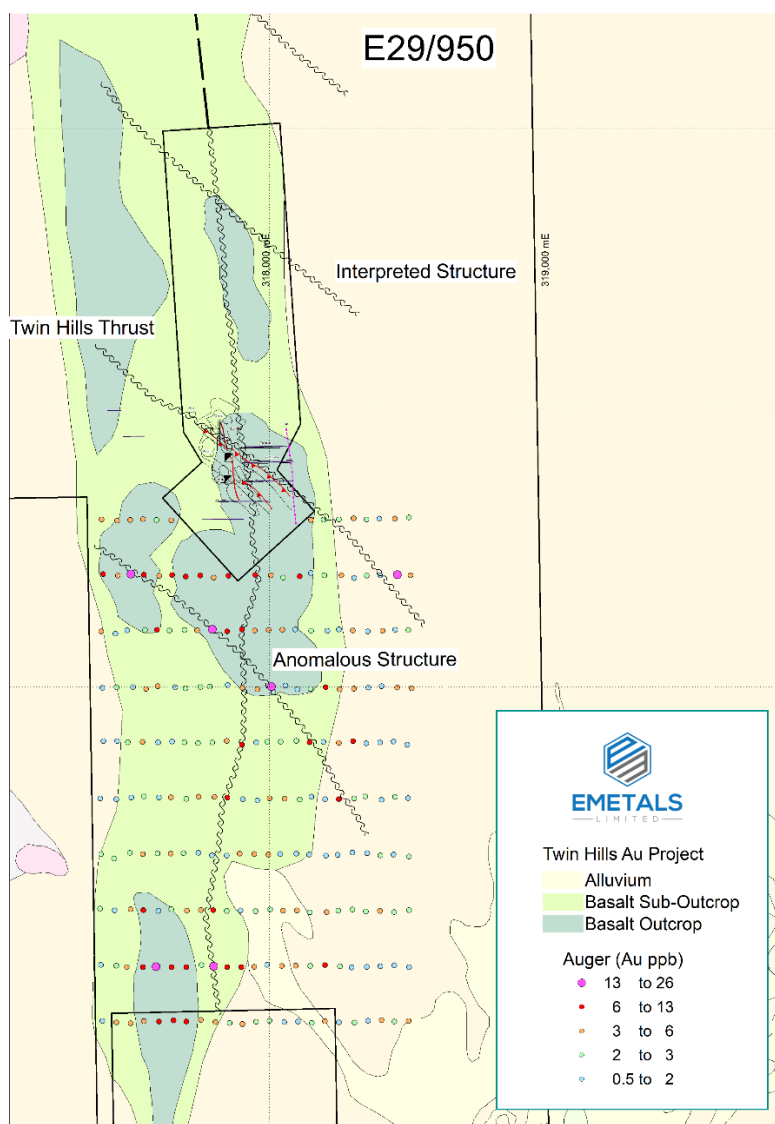 E29/950
318,000 mE
319,000 mE
Interpreted Structure
Twin Hills Thrust
Anomalous Structure
EMETALS
LIMITED
Twin Hills Au Project
Alluvium
Basalt Sub-Outcrop
Basalt Outcrop
Auger (Au ppb)
13 to 26
6 to 13
3 to 6
2 to 3
0.5 to 2